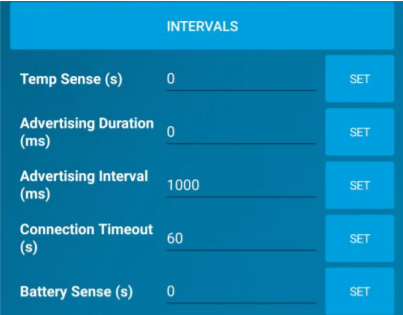 INTERVALS
Temp Sense (s) 0 SET
Advertising Duration
(ms) 0 SET
Advertising Interval
(ms) 1000 SET
Connection Timeout
(s) 60 SET
Battery Sense (s) 0 SET